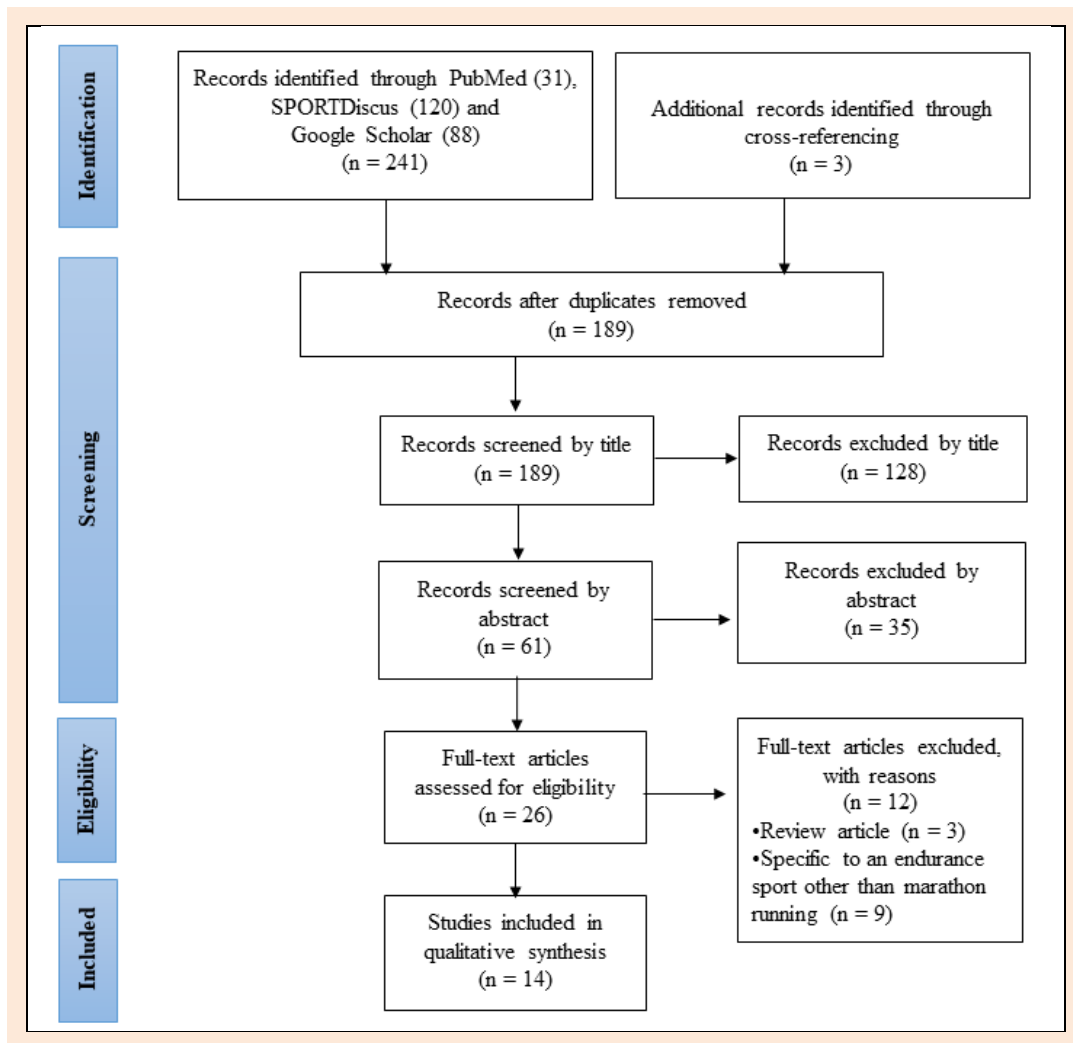 Identification
Records identified through PubMed (31),
SPORTDiscus (120) and
Google Scholar (88)
(n = 241)
Additional records identified through
cross-referencing
(n = 3)
Screening
Records after duplicates removed
(n = 189)
Records screened by title
(n = 189)
Records excluded by title
(n = 128)
Records screened by
abstract
(n = 61)
Records excluded by
abstract
(n = 35)
Eligibility
Full-text articles
assessed for eligibility
(n = 26)
Full-text articles excluded,
with reasons
(n = 12)
•Review article (n = 3)
•Specific to an endurance
sport other than marathon
running (n = 9)
Included
Studies included in
qualitative synthesis
(n = 14)